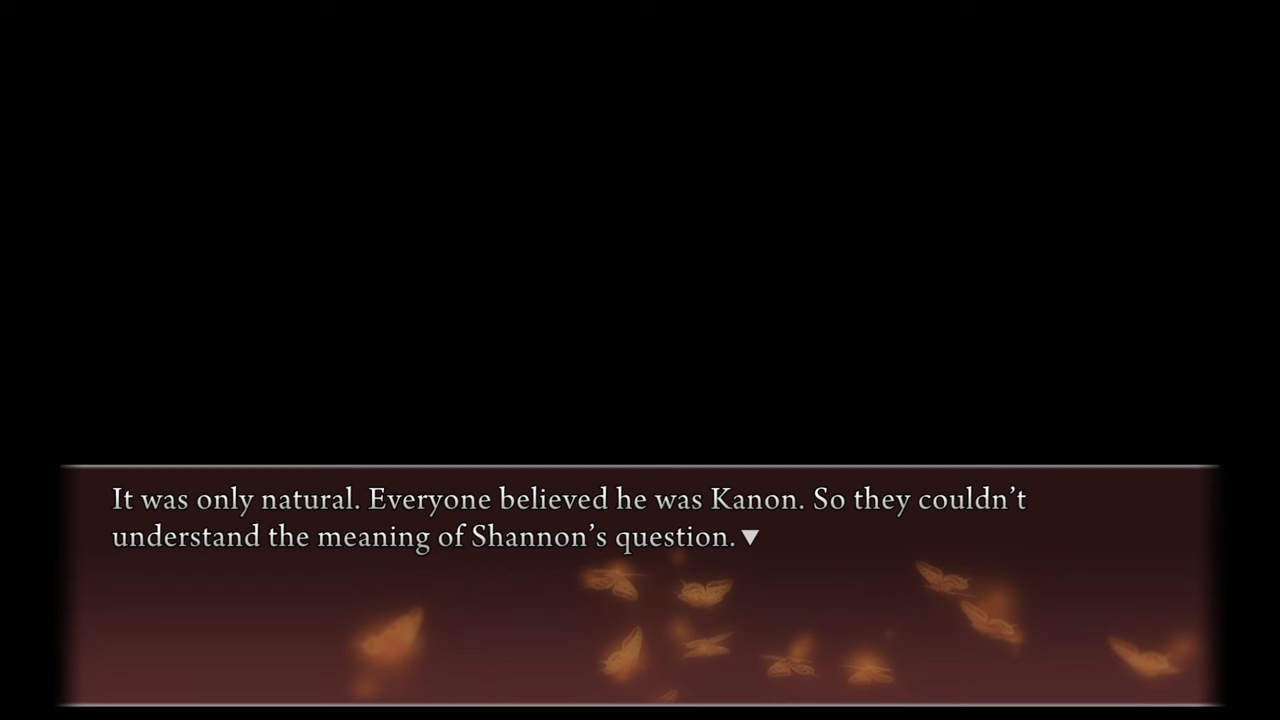 It was only natural. Everyone believed he was Kanon. So they couldn’t
understand the meaning of Shannon’s question.▼